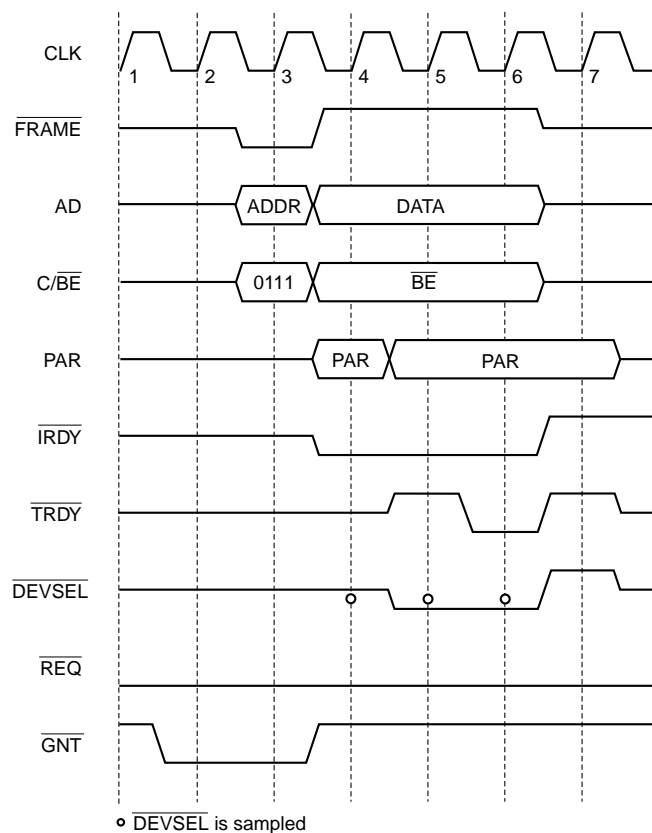 CLK
1 2 3 4 5 6 7
FRAME
AD ADDR DATA
C/BE 0111 BE
PAR PAR PAR
IRDY
TRDY
DEVSEL
REQ
GNT
DEVSEL is sampled